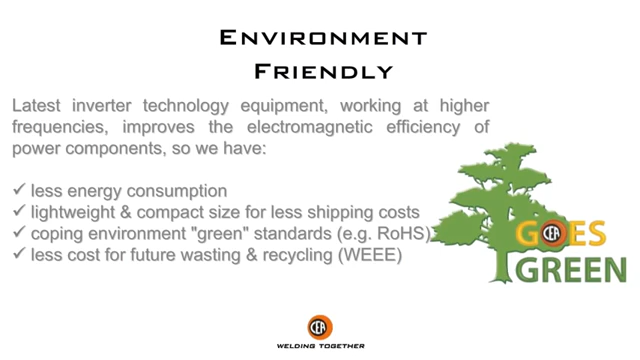 ENVIRONMENT
FRIENDLY
Latest inverter technology equipment, working at higher
frequencies, improves the electromagnetic efficiency of
power components, so we have:
✓ less energy consumption
✓ lightweight & compact size for less shipping costs
✓ coping environment "green" standards (e.g. RoHS)
✓ less cost for future wasting & recycling (WEEE)
GOES
CEA
GREEN
CEA
WELDING TOGETHER